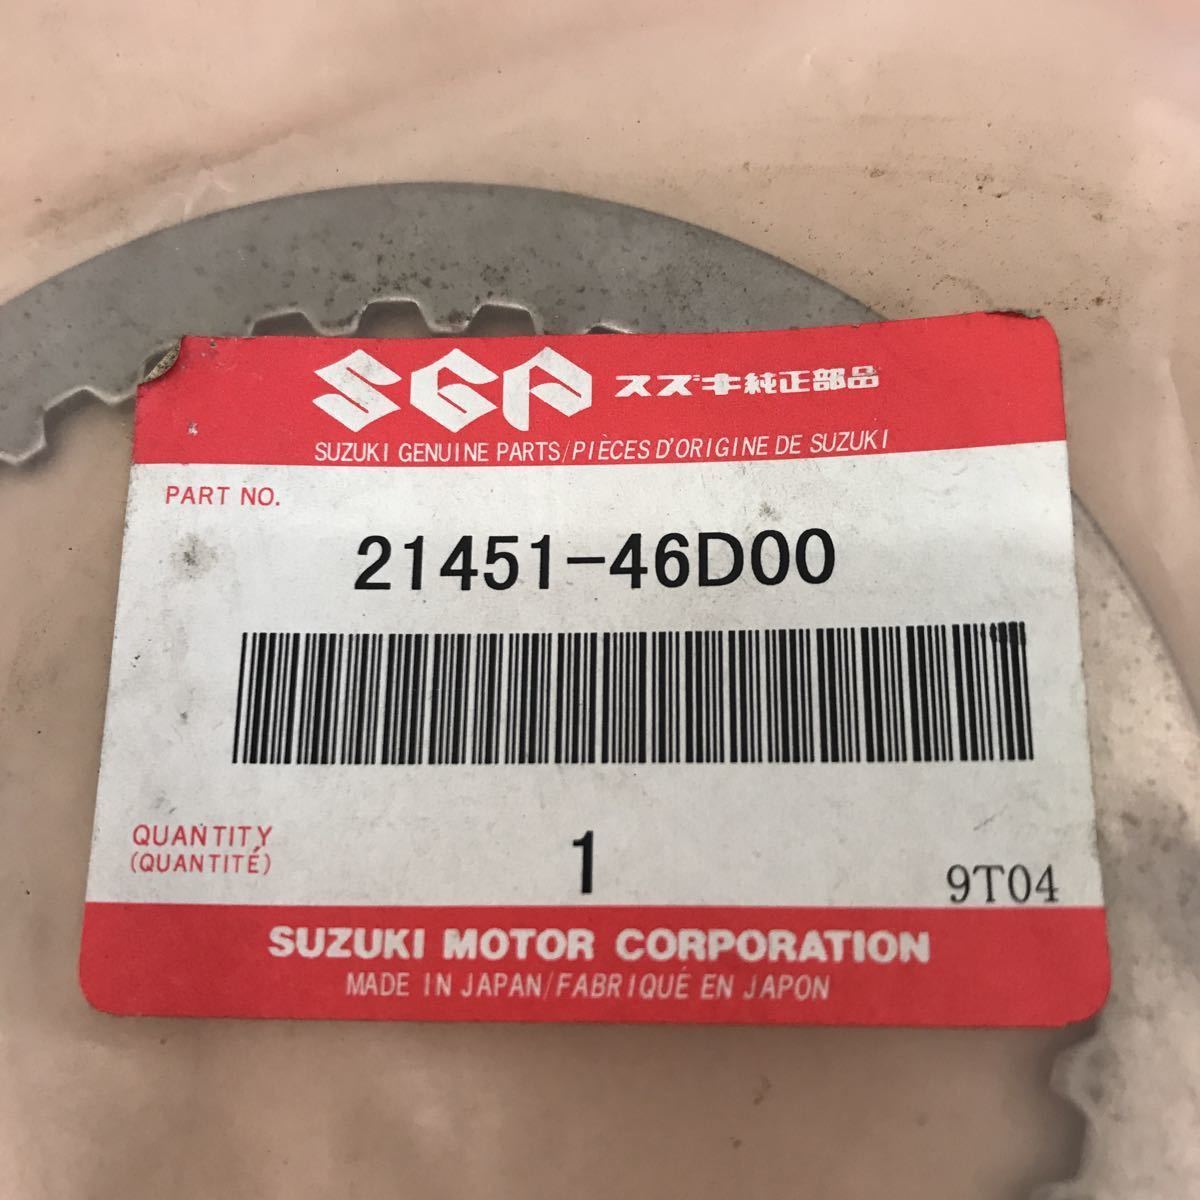 SGP スズキ純正部品
SUZUKI GENUINE PARTS/PIÈCES D'ORIGINE DE SUZUKI
PART NO.
21451-46D00
QUANTITY
(QUANTITÉ)
1
9T04
SUZUKI MOTOR CORPORATION
MADE IN JAPAN/FABRIQUÉ EN JAPON